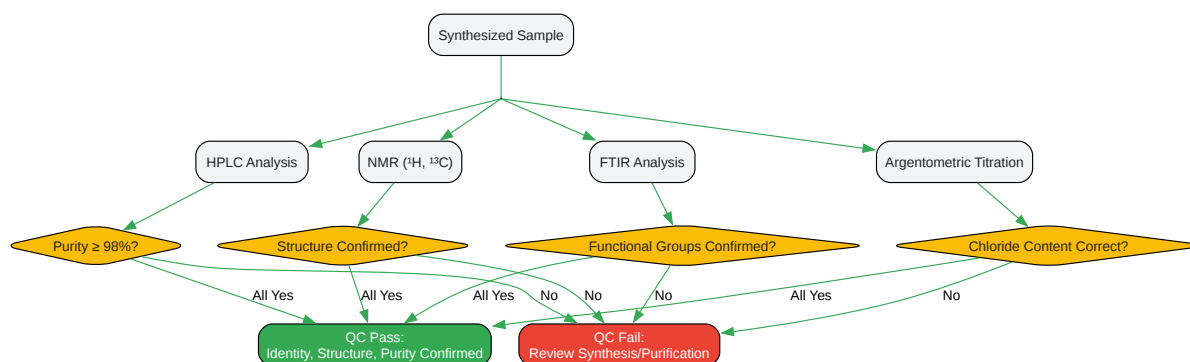 Synthesized Sample
HPLC Analysis
NMR (¹H, ¹³C)
FTIR Analysis
Argentometric Titration
Purity ≥ 98%?
Structure Confirmed?
Functional Groups Confirmed?
Chloride Content Correct?
All Yes
All Yes
All Yes
No
No
No
All Yes
No
QC Pass:
Identity, Structure, Purity Confirmed
QC Fail:
Review Synthesis/Purification